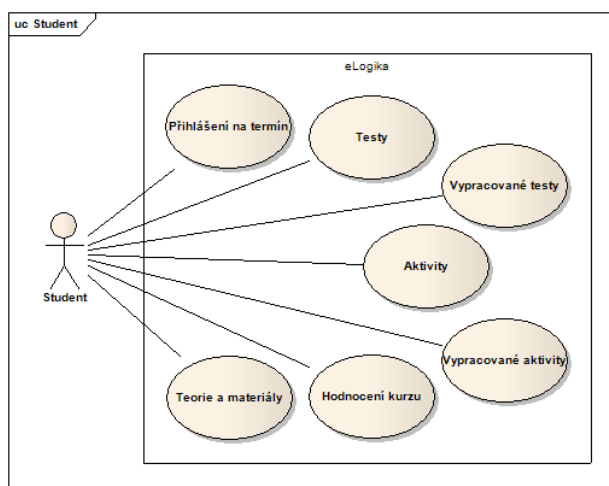 uc Student
eLogika
Přihlášení na termín
Testy
Vypracované testy
Aktivity
Student
Vypracované aktivity
Teorie a materiály
Hodnocení kurzu